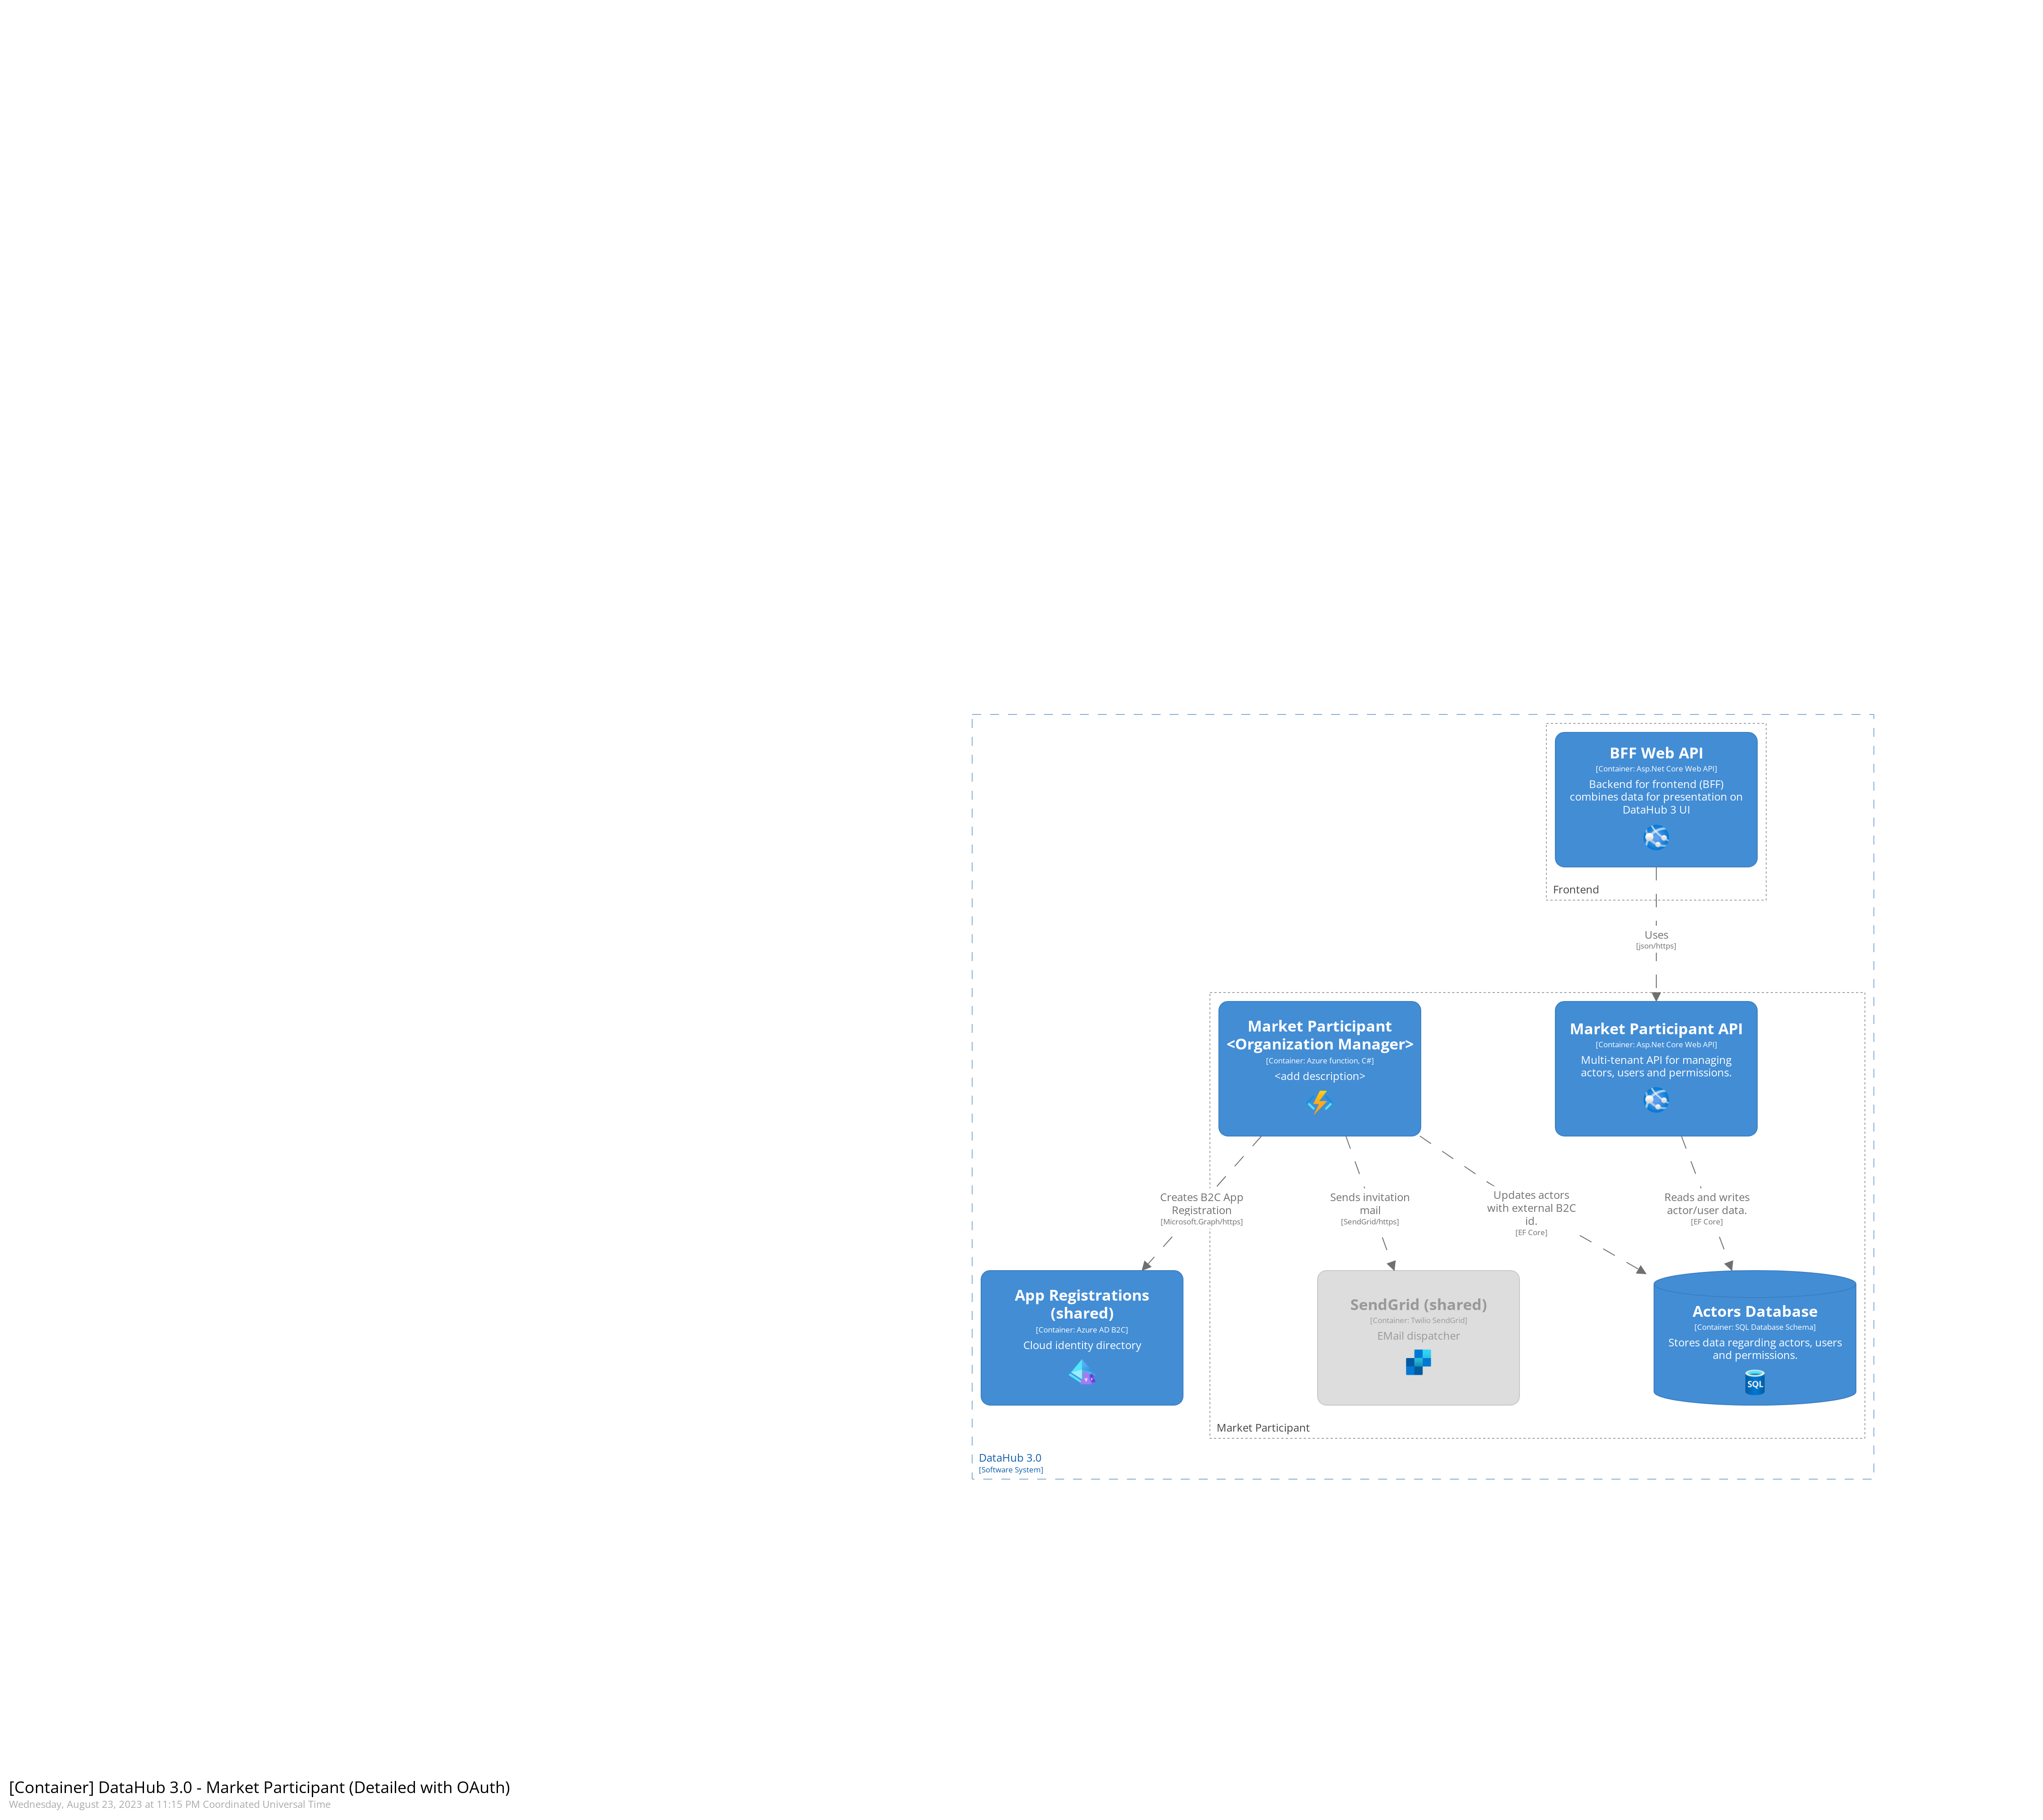 BFF Web API
[Container: Asp.Net Core Web API]
Backend for frontend (BFF)
combines data for presentation on
DataHub 3 UI
Frontend
Uses
[json/https]
Market Participant
<Organization Manager>
[Container: Azure function, C#]
<add description>
Market Participant API
[Container: Asp.Net Core Web API]
Multi-tenant API for managing
actors, users and permissions.
Creates B2C App
Registration
[Microsoft.Graph/https]
Sends invitation
mail
[SendGrid/https]
Updates actors
with external B2C
id.
[EF Core]
Reads and writes
actor/user data.
[EF Core]
App Registrations
(shared)
[Container: Azure AD B2C]
Cloud identity directory
SendGrid (shared)
[Container: Twilio SendGrid]
EMail dispatcher
Actors Database
[Container: SQL Database Schema]
Stores data regarding actors, users
and permissions.
SQL
Market Participant
DataHub 3.0
[Software System]
[Container] DataHub 3.0 - Market Participant (Detailed with OAuth)
Wednesday, August 23, 2023 at 11:15 PM Coordinated Universal Time